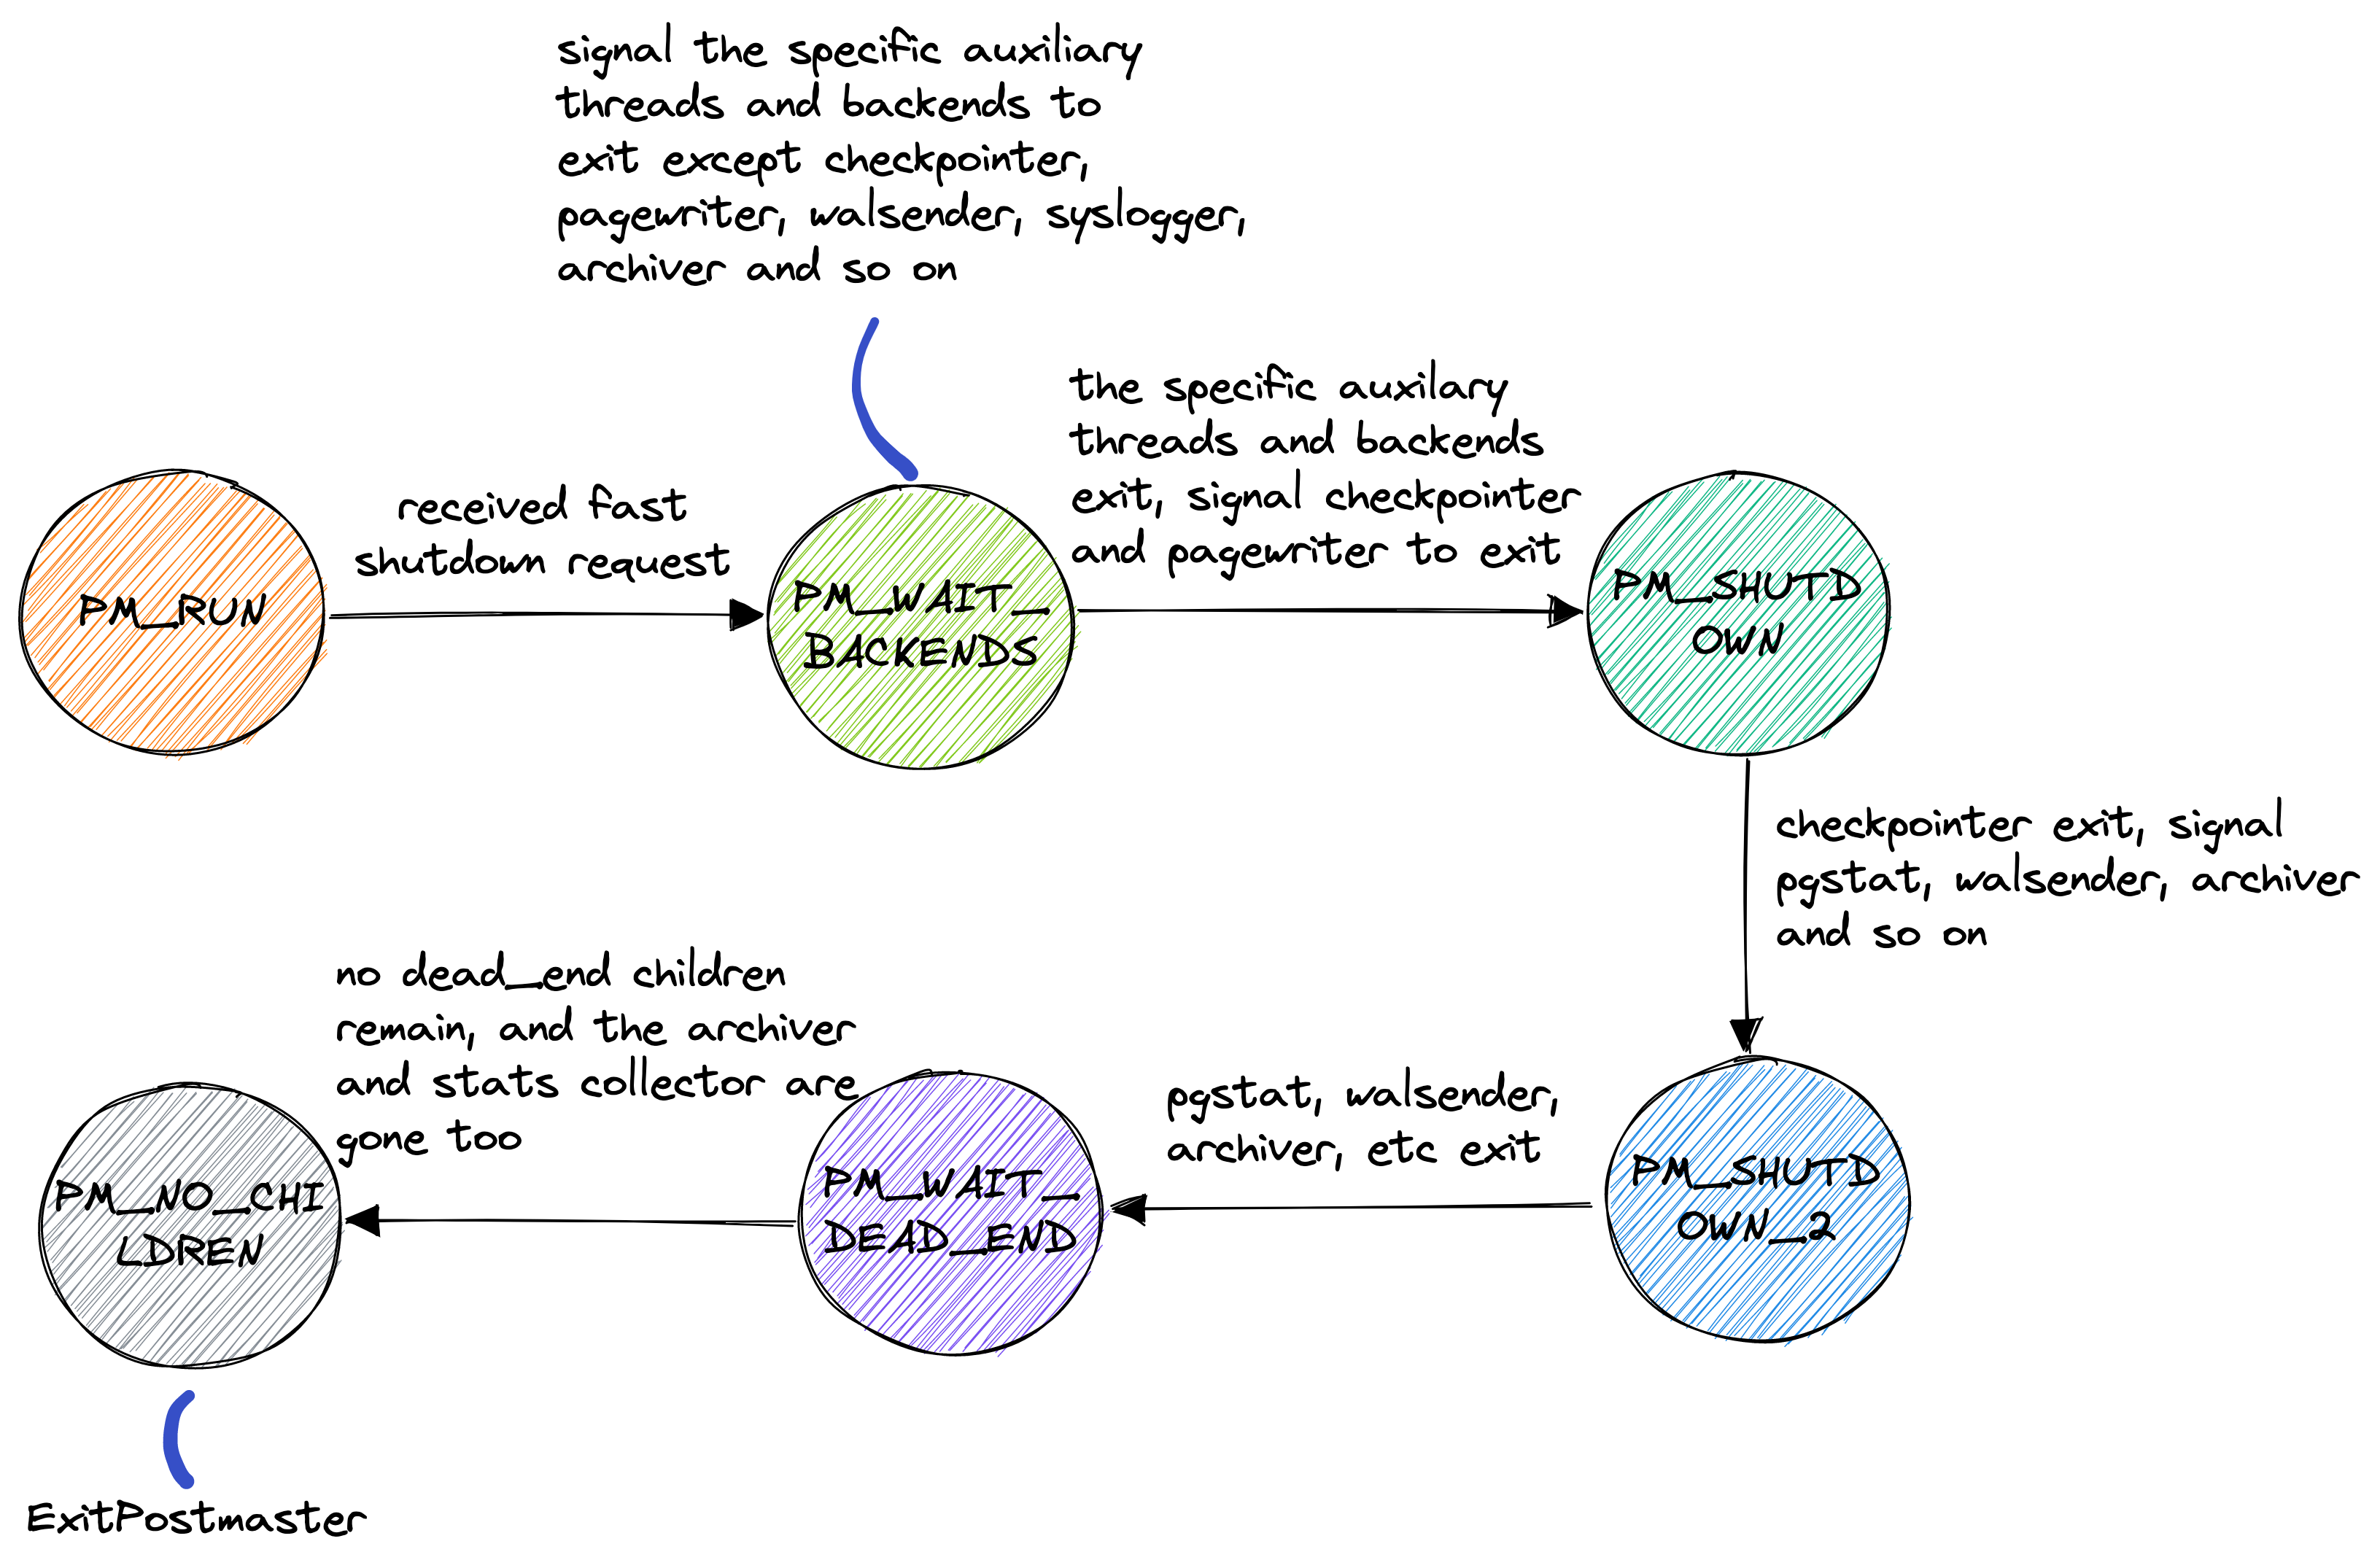 signal the specific auxiliary
threads and backends to
exit except checkpointer,
pagewriter, walsender, syslogger,
archiver and so on
the specific auxilary
threads and backends
exit, signal checkpointer
and pagewriter to exit
received fast
shutdown request
PM_RUN
PM_WAIT_
BACKENDS
PM_SHUTD
OWN
checkpointer exit, signal
pgstat, walsender, archiver
and so on
no dead_end children
remain, and the archiver
and stats collector are
gone too
pgstat, walsender,
archiver, etc exit
PM_SHUTD
OWN_2
PM_WAIT_
DEAD_END
PM_NO_CHI
LDREN
ExitPostmaster